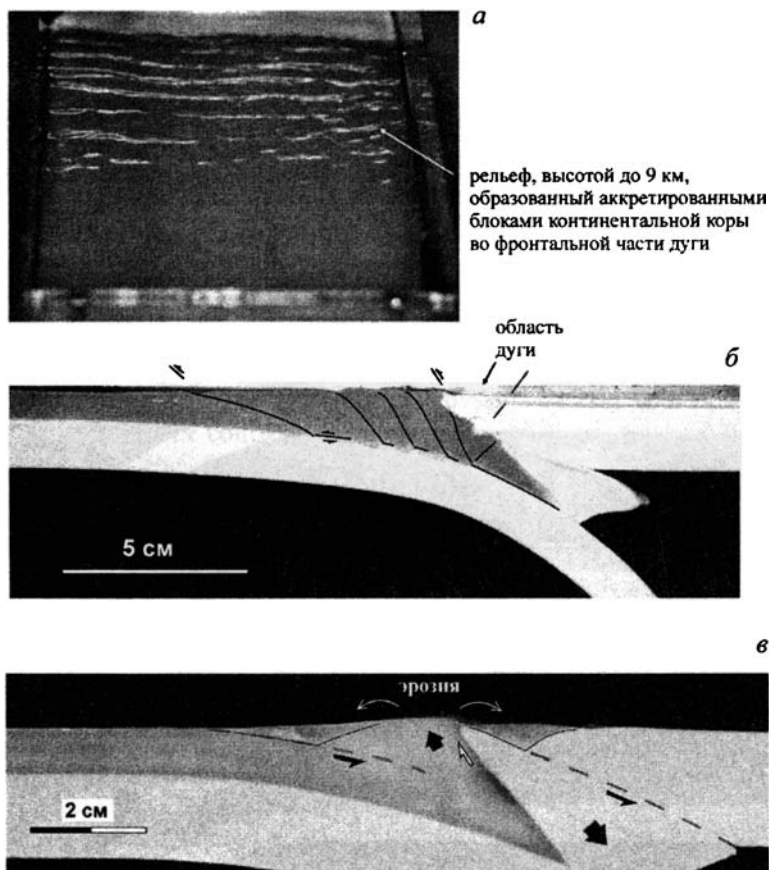 а
рельеф, высотой до 9 км,
образованный аккретированными
блоками континентальной коры
во фронтальной части дуги
область
дуги
б
5 см
в
эрозия
2 см